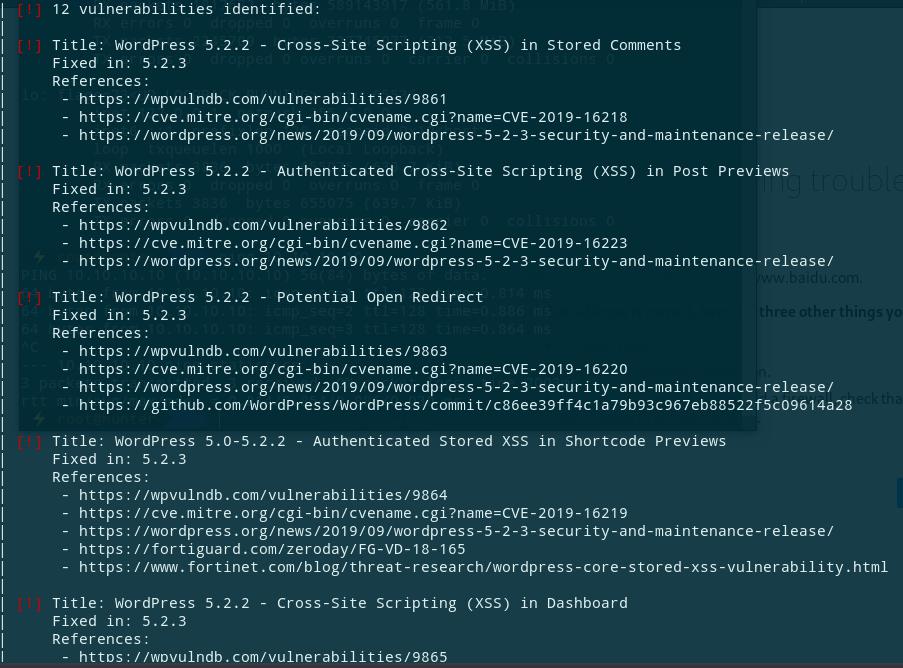 [!] 12 vulnerabilities identified:
|
| [!] Title: WordPress 5.2.2 - Cross-Site Scripting (XSS) in Stored Comments
|     Fixed in: 5.2.3
|     References:
|      - https://wpvulndb.com/vulnerabilities/9861
|      - https://cve.mitre.org/cgi-bin/cvename.cgi?name=CVE-2019-16218
|      - https://wordpress.org/news/2019/09/wordpress-5-2-3-security-and-maintenance-release/
|
| [!] Title: WordPress 5.2.2 - Authenticated Cross-Site Scripting (XSS) in Post Previews
|     Fixed in: 5.2.3
|     References:
|      - https://wpvulndb.com/vulnerabilities/9862
|      - https://cve.mitre.org/cgi-bin/cvename.cgi?name=CVE-2019-16223
|      - https://wordpress.org/news/2019/09/wordpress-5-2-3-security-and-maintenance-release/
|
| [!] Title: WordPress 5.2.2 - Potential Open Redirect
|     Fixed in: 5.2.3
|     References:
|      - https://wpvulndb.com/vulnerabilities/9863
|      - https://cve.mitre.org/cgi-bin/cvename.cgi?name=CVE-2019-16220
|      - https://wordpress.org/news/2019/09/wordpress-5-2-3-security-and-maintenance-release/
|      - https://github.com/WordPress/WordPress/commit/c86ee39ff4c1a79b93c967eb88522f5c09614a28
|
| [!] Title: WordPress 5.0-5.2.2 - Authenticated Stored XSS in Shortcode Previews
|     Fixed in: 5.2.3
|     References:
|      - https://wpvulndb.com/vulnerabilities/9864
|      - https://cve.mitre.org/cgi-bin/cvename.cgi?name=CVE-2019-16219
|      - https://wordpress.org/news/2019/09/wordpress-5-2-3-security-and-maintenance-release/
|      - https://fortiguard.com/zeroday/FG-VD-18-165
|      - https://www.fortinet.com/blog/threat-research/wordpress-core-stored-xss-vulnerability.html
|
| [!] Title: WordPress 5.2.2 - Cross-Site Scripting (XSS) in Dashboard
|     Fixed in: 5.2.3
|     References:
|      - https://wpvulndb.com/vulnerabilities/9865